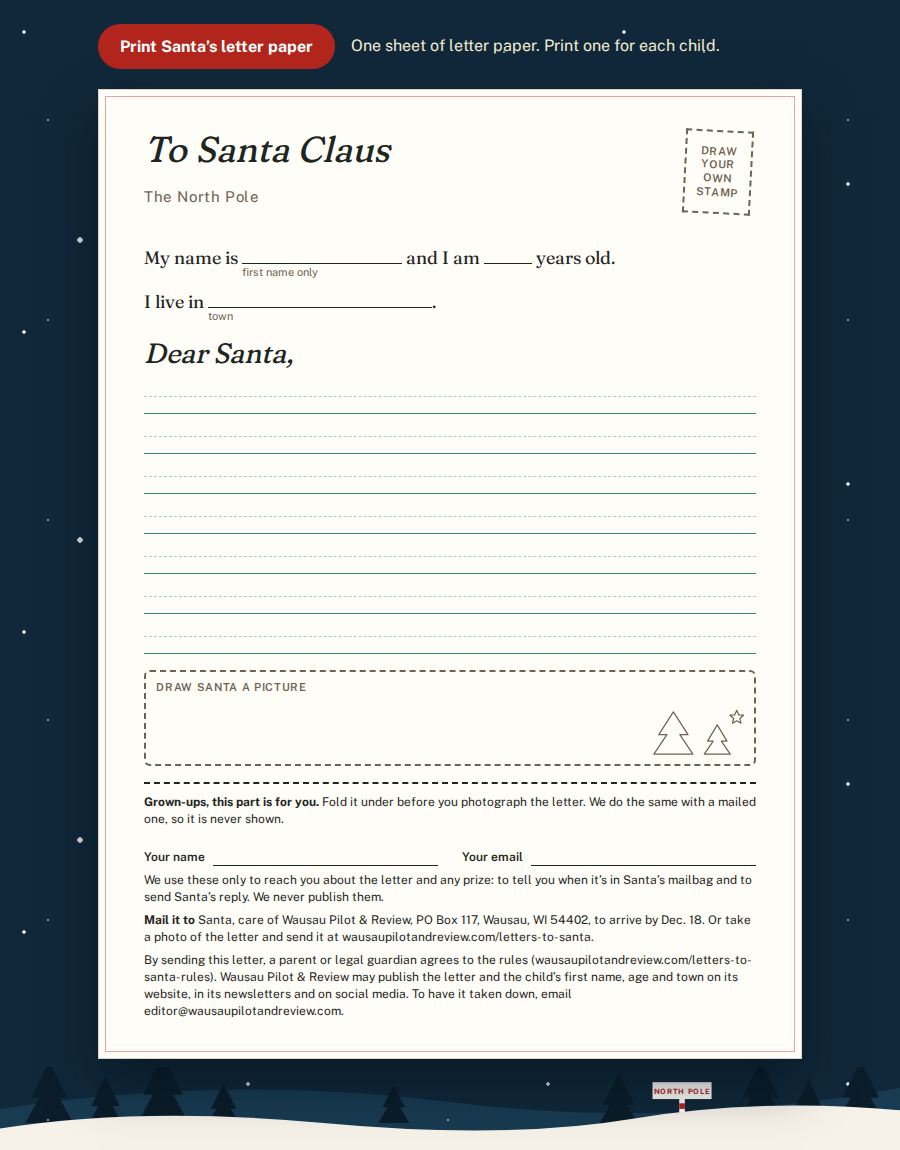 Print Santa’s letter paper
One sheet of letter paper. Print one for each child.
To Santa Claus
The North Pole
DRAW
YOUR
OWN
STAMP
My name is and I am years old.
first name only
I live in .
town
Dear Santa,
DRAW SANTA A PICTURE
Grown-ups, this part is for you. Fold it under before you photograph the letter. We do the same with a mailed
one, so it is never shown.
Your name Your email
We use these only to reach you about the letter and any prize: to tell you when it’s in Santa’s mailbag and to
send Santa’s reply. We never publish them.
Mail it to Santa, care of Wausau Pilot & Review, PO Box 117, Wausau, WI 54402, to arrive by Dec. 18. Or take
a photo of the letter and send it at wausaupilotandreview.com/letters-to-santa.
By sending this letter, a parent or legal guardian agrees to the rules (wausaupilotandreview.com/letters-to-
santa-rules). Wausau Pilot & Review may publish the letter and the child’s first name, age and town on its
website, in its newsletters and on social media. To have it taken down, email
editor@wausaupilotandreview.com.
NORTH POLE